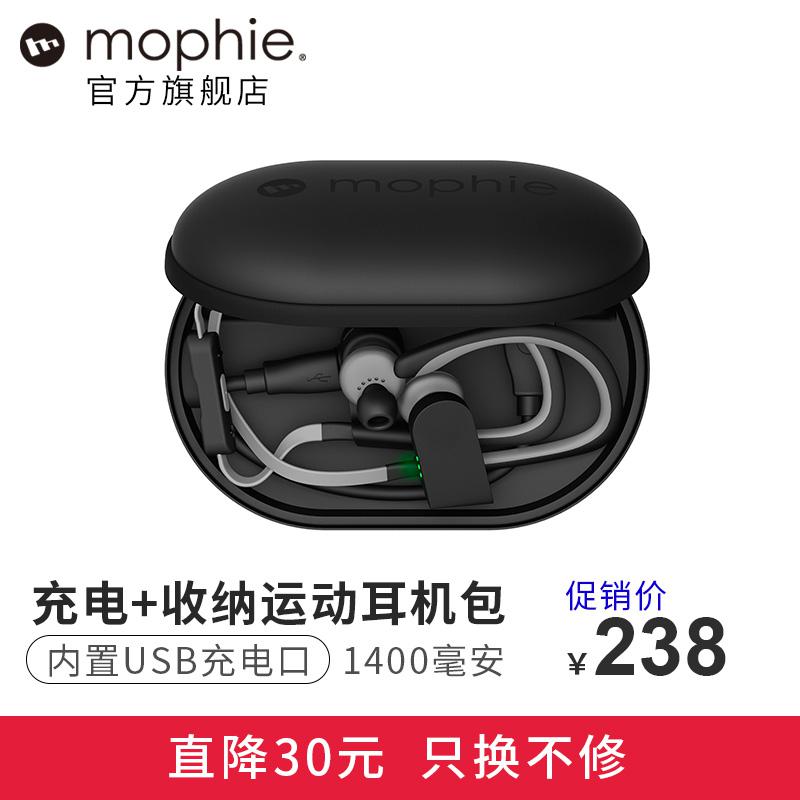 mophie®
官方旗舰店
mophie
充电+收纳运动耳机包
促销价
内置USB充电口 1400毫安
¥238
直降30元 只换不修